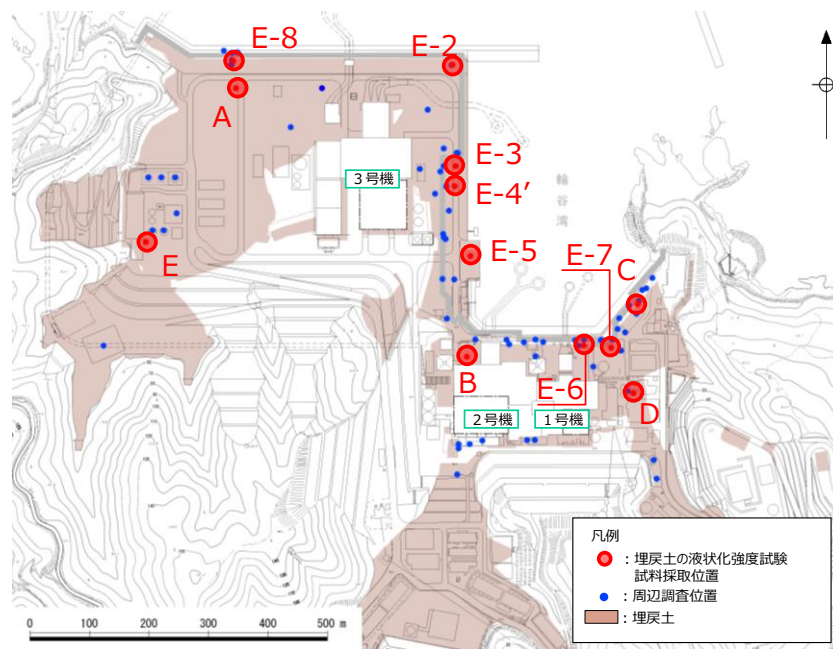 E-8
E-2
A
E-3
3号機
E-4’
輪谷湾
E-5
E-7
C
E
B
E-6
D
2号機
1号機
凡例
：埋戻土の液状化強度試験
試料採取位置
：周辺調査位置
：埋戻土
0 100 200 300 400 500 m